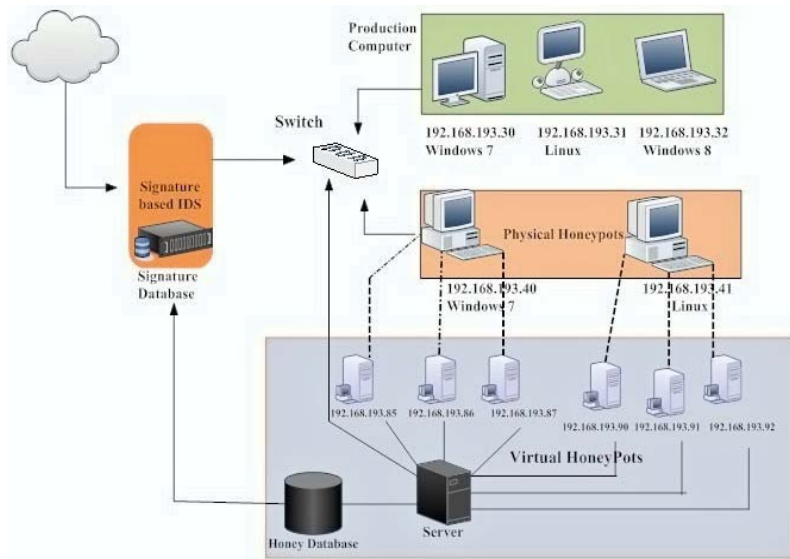 Production
Computer
Switch
192.168.193.30
Windows 7
192.168.193.31
Linux
192.168.193.32
Windows 8
Signature
based IDS
Signature
Database
Physical Honeypots
192.168.193.40
Windows 7
192.168.193.41
Linux
192.168.193.85
192.168.193.86
192.168.193.87
192.168.193.90
192.168.193.91
192.168.193.92
Virtual HoneyPots
Server
Honey Database